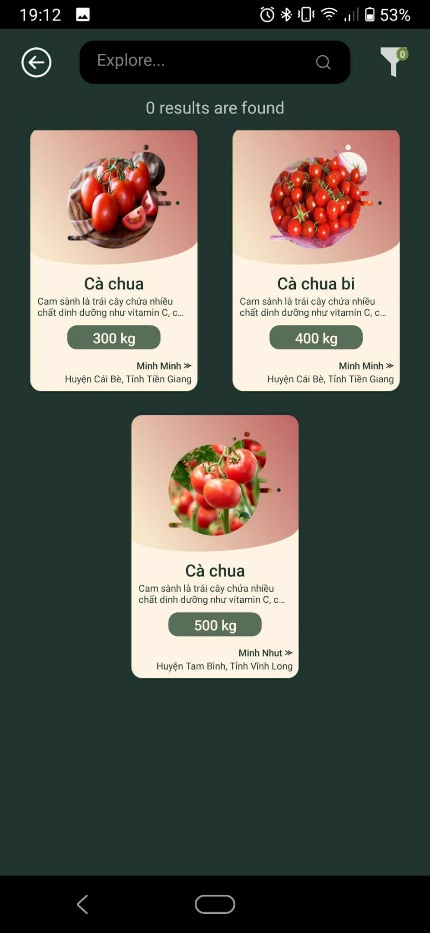 19:12
53%
Explore...
0
0 results are found
Cà chua
Cam sành là trái cây chứa nhiều
chất dinh dưỡng như vitamin C, c...
300 kg
Minh Minh ≫
Huyện Cái Bè, Tỉnh Tiền Giang
Cà chua bi
Cam sành là trái cây chứa nhiều
chất dinh dưỡng như vitamin C, c...
400 kg
Minh Minh ≫
Huyện Cái Bè, Tỉnh Tiền Giang
Cà chua
Cam sành là trái cây chứa nhiều
chất dinh dưỡng như vitamin C, c...
500 kg
Minh Nhut ≫
Huyện Tam Bình, Tỉnh Vĩnh Long